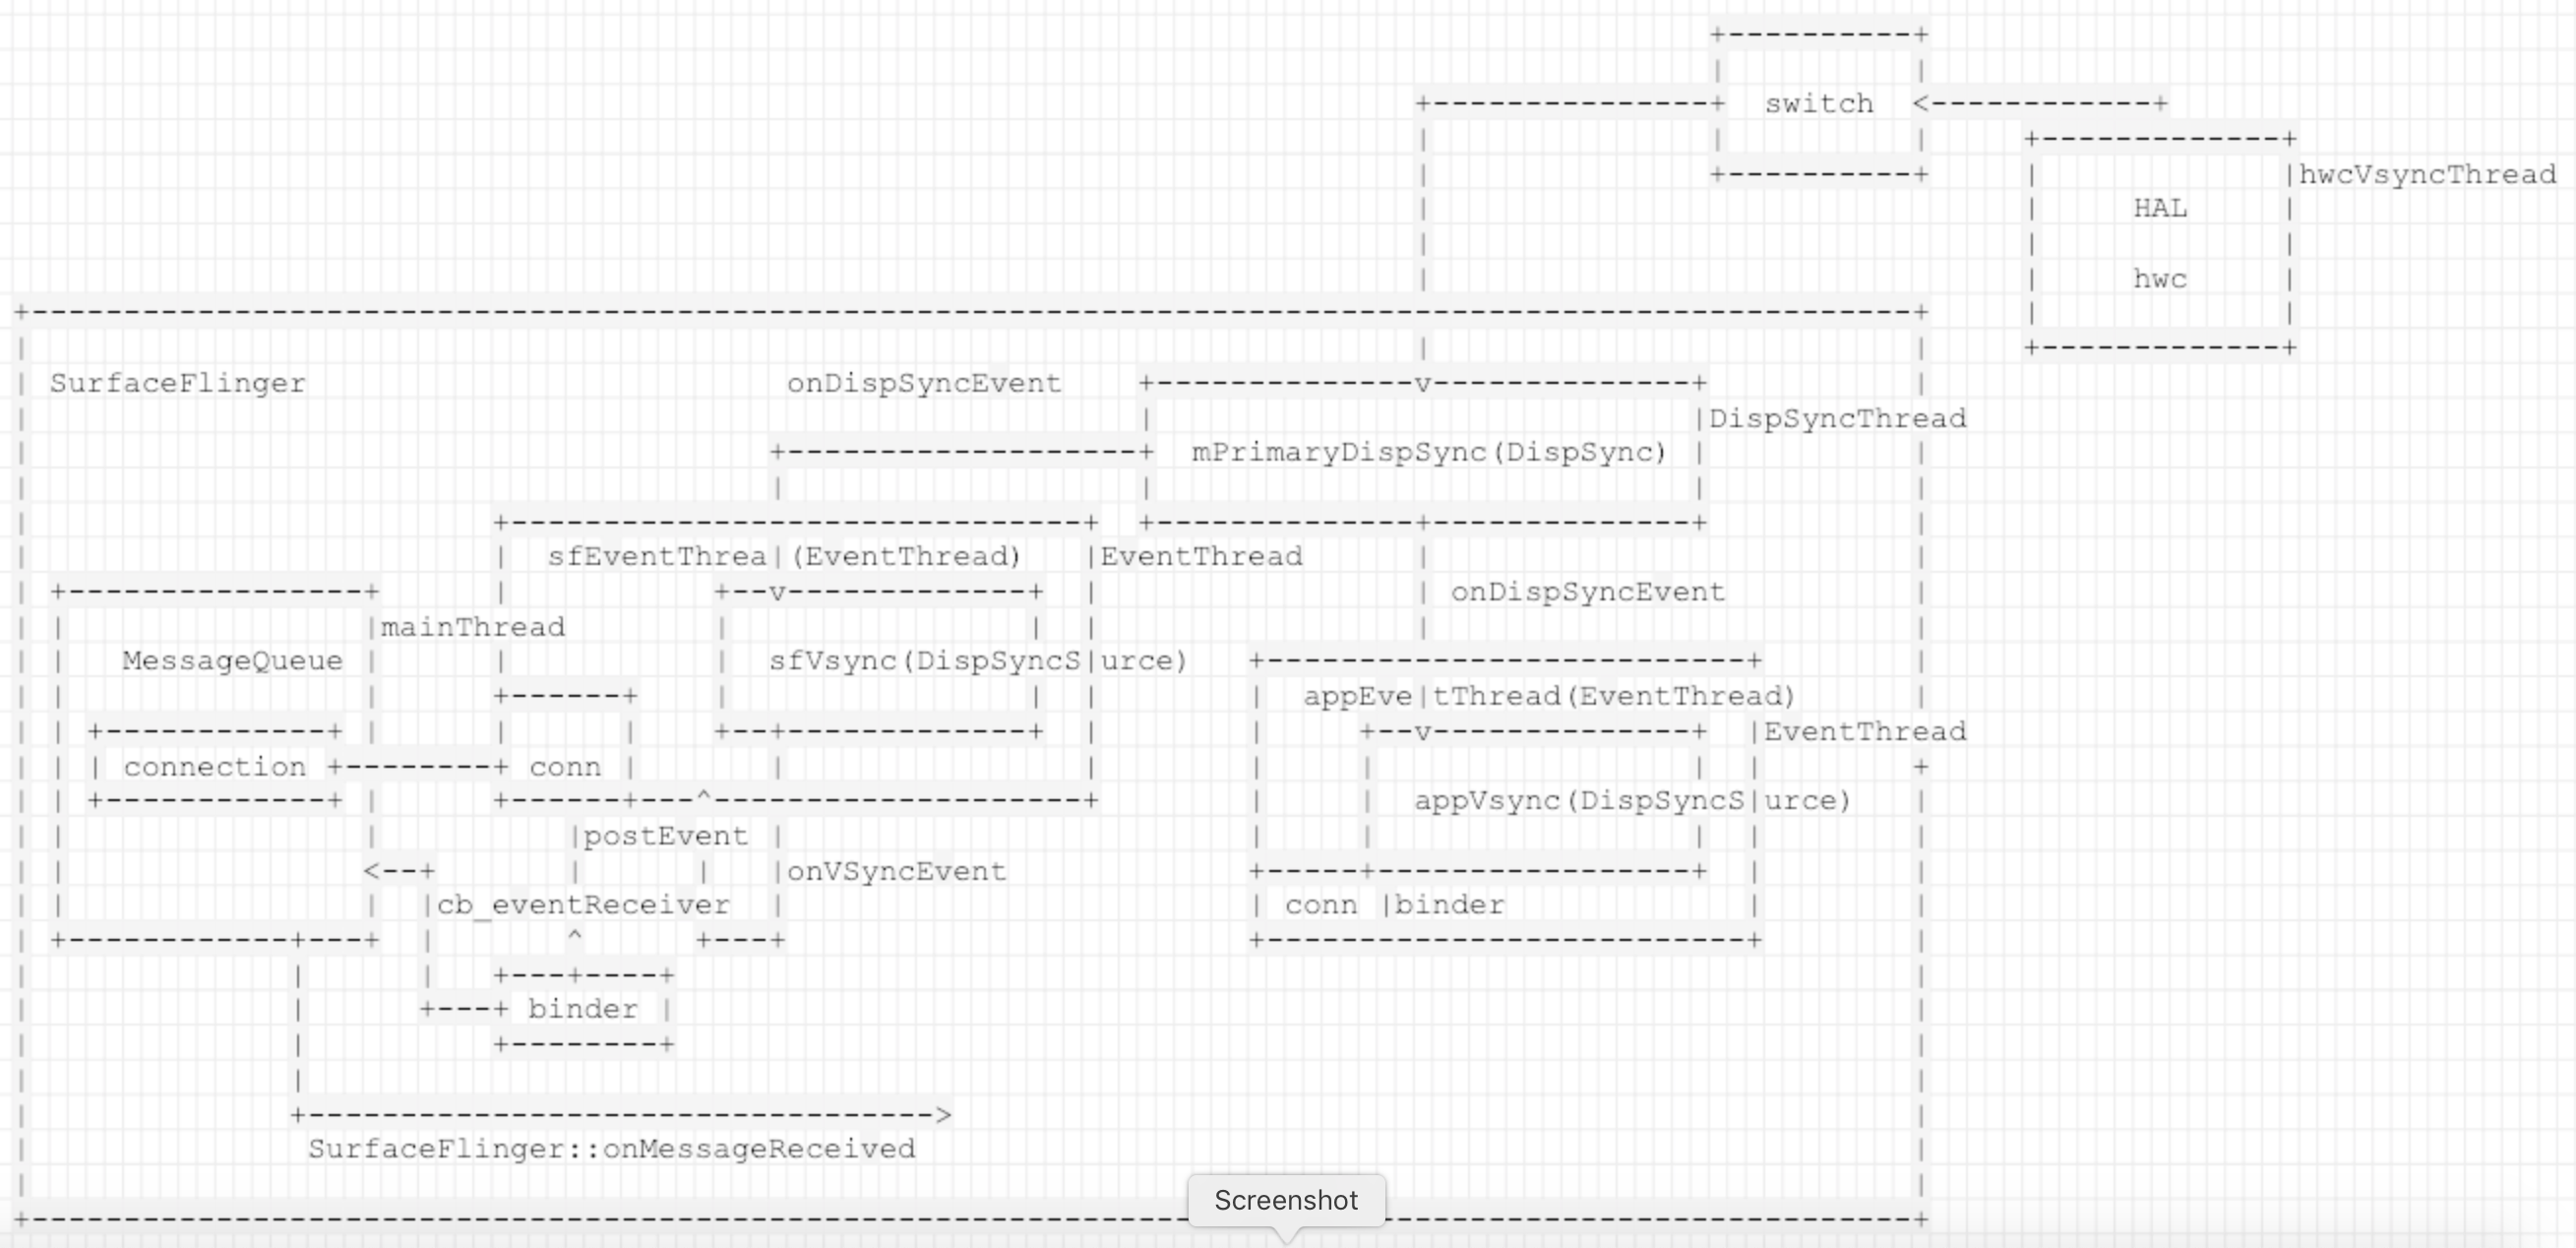 switch
hwcVsyncThread
HAL
hwc
SurfaceFlinger
onDispSyncEvent
DispSyncThread
mPrimaryDispSync(DispSync)
sfEventThrea|(EventThread)
EventThread
onDispSyncEvent
mainThread
MessageQueue
sfVsync(DispSyncS|urce)
appEve|tThread(EventThread)
EventThread
connection
conn
appVsync(DispSyncS|urce)
postEvent
onVSyncEvent
cb_eventReceiver
conn |binder
binder
SurfaceFlinger::onMessageReceived
Screenshot